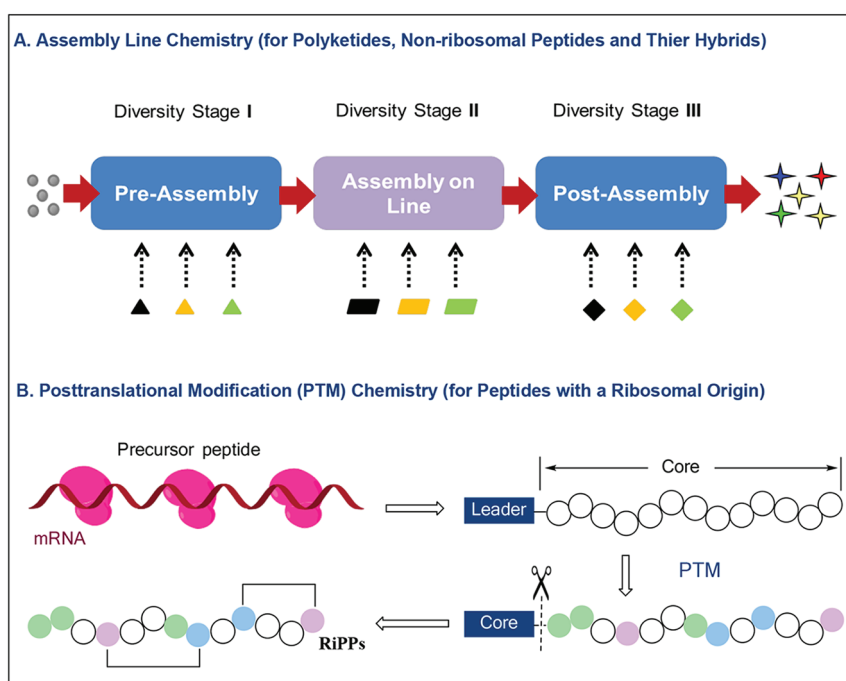 A. Assembly Line Chemistry (for Polyketides, Non-ribosomal Peptides and Thier Hybrids)
Diversity Stage I
Diversity Stage II
Diversity Stage III
Pre-Assembly
Assembly on
Line
Post-Assembly
B. Posttranslational Modification (PTM) Chemistry (for Peptides with a Ribosomal Origin)
Precursor peptide
mRNA
Core
Leader
PTM
Core
RiPPs